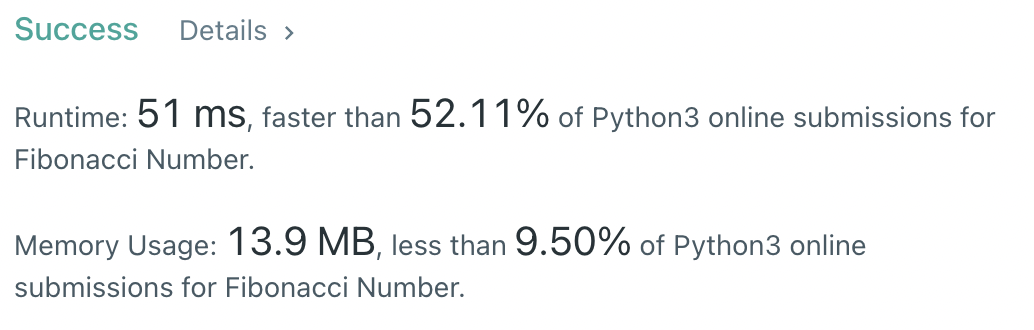 Success Details >
Runtime: 51 ms, faster than 52.11% of Python3 online submissions for
Fibonacci Number.
Memory Usage: 13.9 MB, less than 9.50% of Python3 online
submissions for Fibonacci Number.